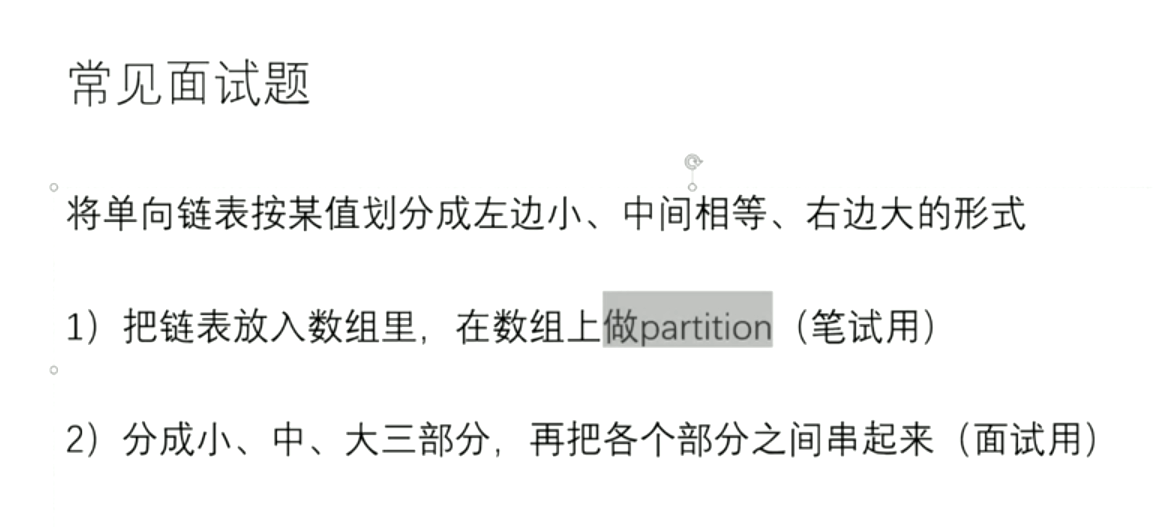 常见面试题
将单向链表按某值划分成左边小、中间相等、右边大的形式
1）把链表放入数组里，在数组上做partition（笔试用）
2）分成小、中、大三部分，再把各个部分之间串起来（面试用）